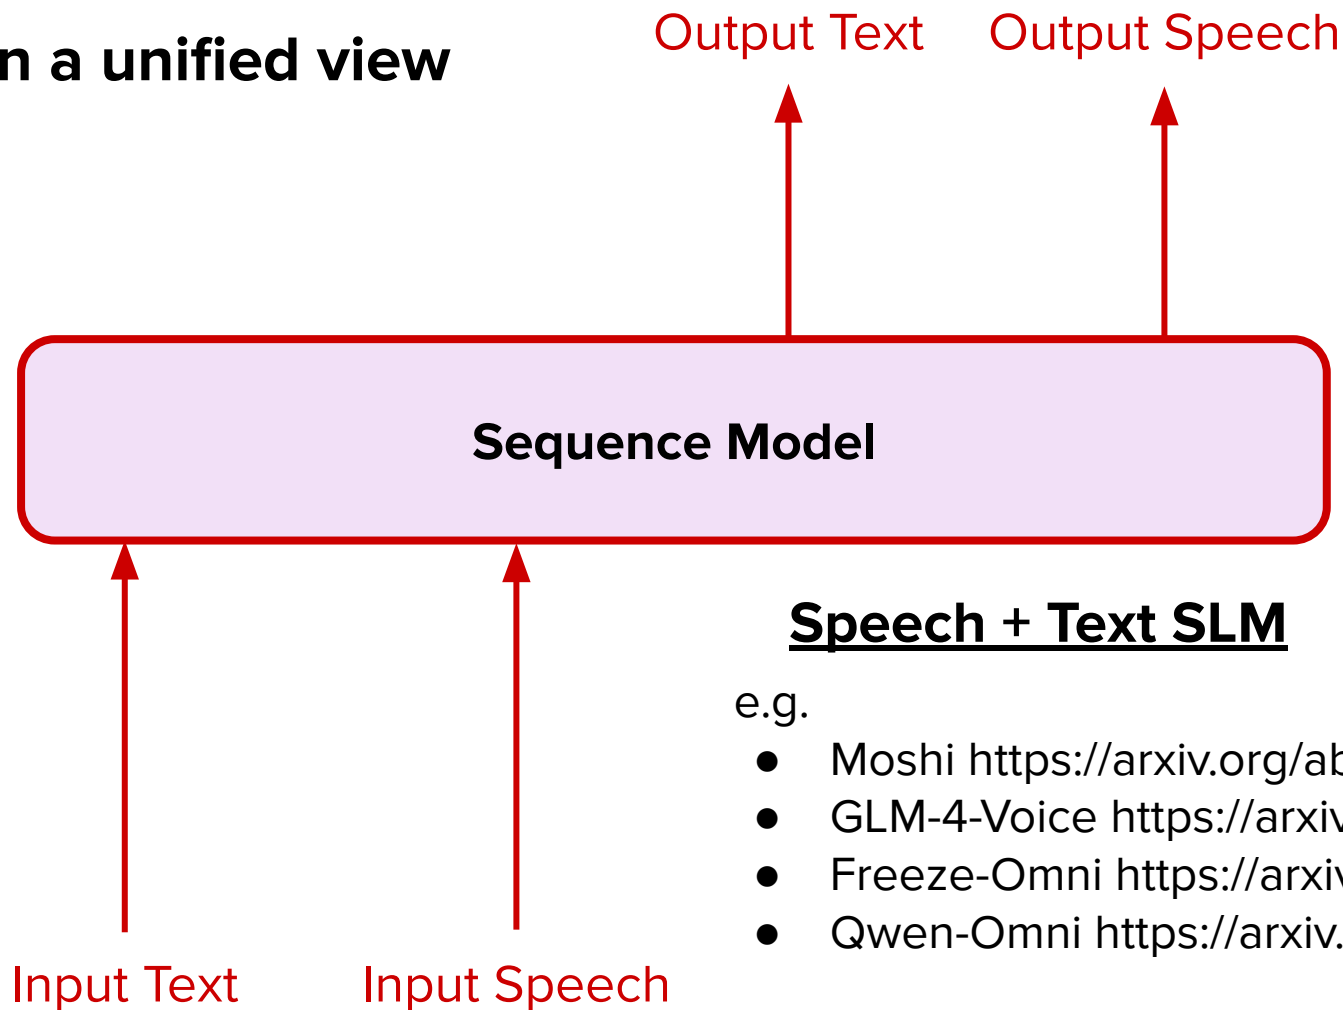 n a unified view
Output Text
Output Speech
Sequence Model
Speech + Text SLM
e.g.
● Moshi https://arxiv.org/ab
● GLM-4-Voice https://arxiv
● Freeze-Omni https://arxiv
● Qwen-Omni https://arxiv.
Input Text
Input Speech